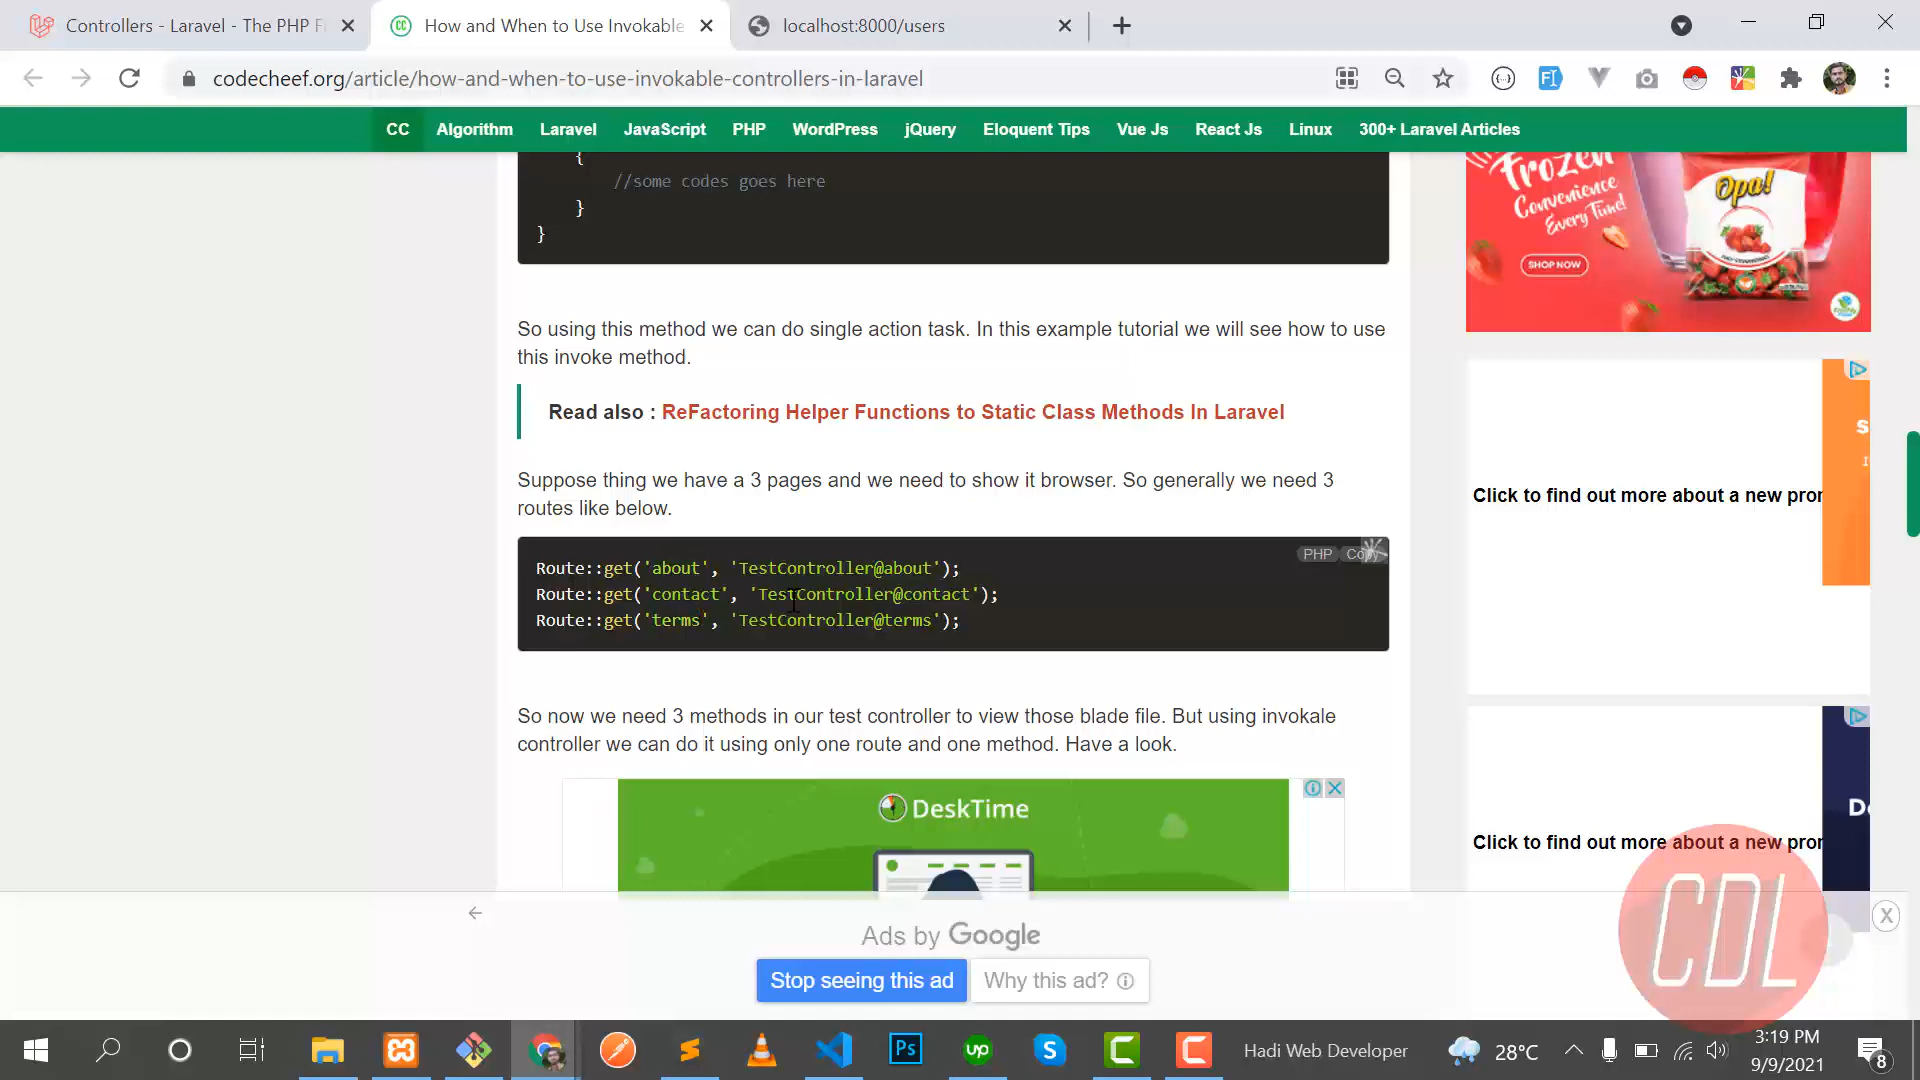 Controllers - Laravel - The PHP F
How and When to Use Invokable
localhost:8000/users
codecheef.org/article/how-and-when-to-use-invokable-controllers-in-laravel
CC Algorithm Laravel JavaScript PHP WordPress jQuery Eloquent Tips Vue Js React Js Linux 300+ Laravel Articles
{
//some codes goes here
}
}
So using this method we can do single action task. In this example tutorial we will see how to use
this invoke method.
Read also : ReFactoring Helper Functions to Static Class Methods In Laravel
Suppose thing we have a 3 pages and we need to show it browser. So generally we need 3
routes like below.
PHP Copy
Route::get('about', 'TestController@about');
Route::get('contact', 'TestController@contact');
Route::get('terms', 'TestController@terms');
So now we need 3 methods in our test controller to view those blade file. But using invokale
controller we can do it using only one route and one method. Have a look.
DeskTime
Frozen
Convenience
Every Time!
SHOP NOW
Opa!
Click to find out more about a new pror
S
Click to find out more about a new pror
De
Ads by Google
Stop seeing this ad
Why this ad?
X
CDL
Ps
up
S
Hadi Web Developer
28°C
3:19 PM
9/9/2021
8